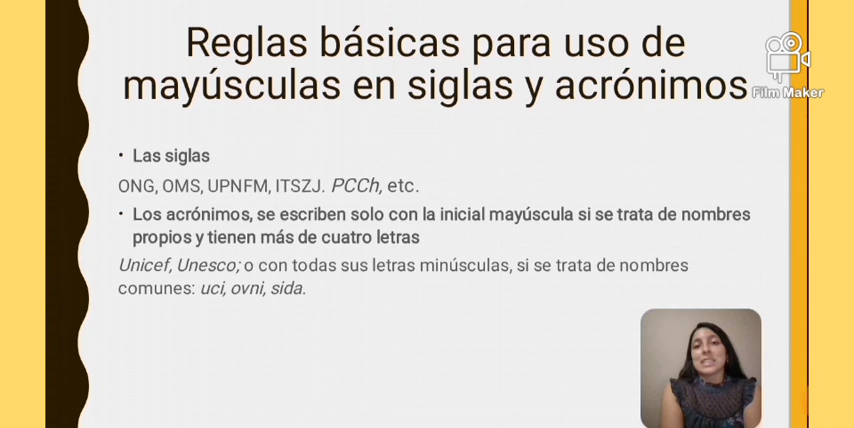 Reglas básicas para uso de
mayúsculas en siglas y acrónimos
Film Maker
• Las siglas
ONG, OMS, UPNFM, ITSZJ. PCCh, etc.
• Los acrónimos, se escriben solo con la inicial mayúscula si se trata de nombres
propios y tienen más de cuatro letras
Unicef, Unesco; o con todas sus letras minúsculas, si se trata de nombres
comunes: uci, ovni, sida.